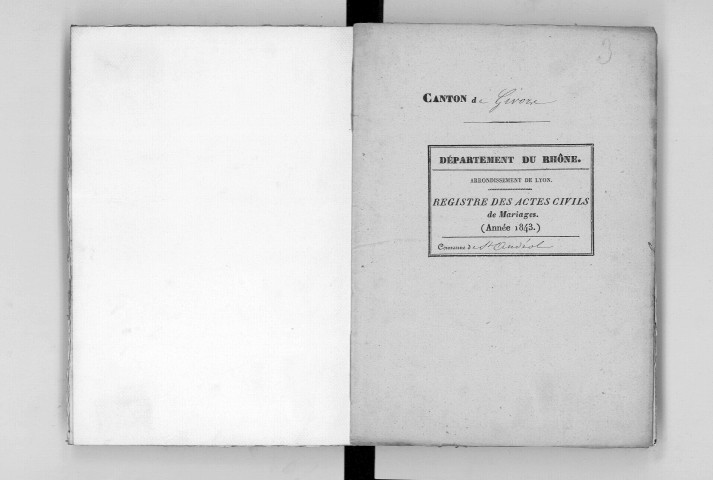 3
CANTON de Givors
DÉPARTEMENT DU RHÔNE.
ARRONDISSEMENT DE LYON.
REGISTRE DES ACTES CIVILS
de Mariages.
(Année 1843.)
Commune de St Andéol